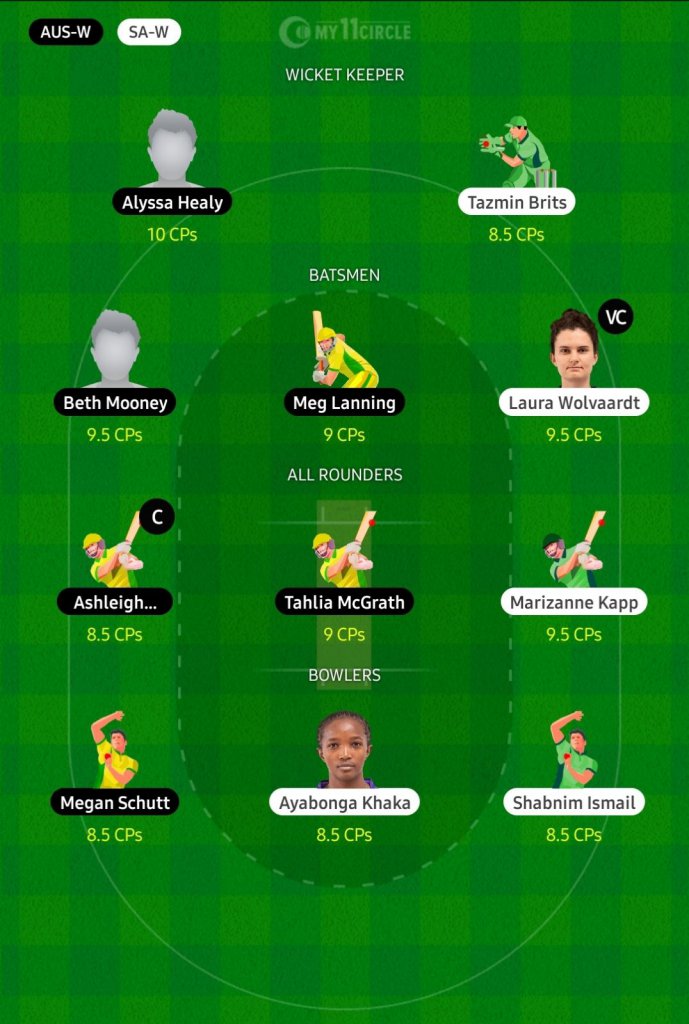 AUS-W SA-W
MY11CIRCLE
WICKET KEEPER
Alyssa Healy Tazmin Brits
10 CPs 8.5 CPs
BATSMEN
VC
Beth Mooney Meg Lanning Laura Wolvaardt
9.5 CPs 9 CPs 9.5 CPs
ALL ROUNDERS
C
Ashleigh... Tahlia McGrath Marizanne Kapp
8.5 CPs 9 CPs 9.5 CPs
BOWLERS
Megan Schutt Ayabonga Khaka Shabnim Ismail
8.5 CPs 8.5 CPs 8.5 CPs